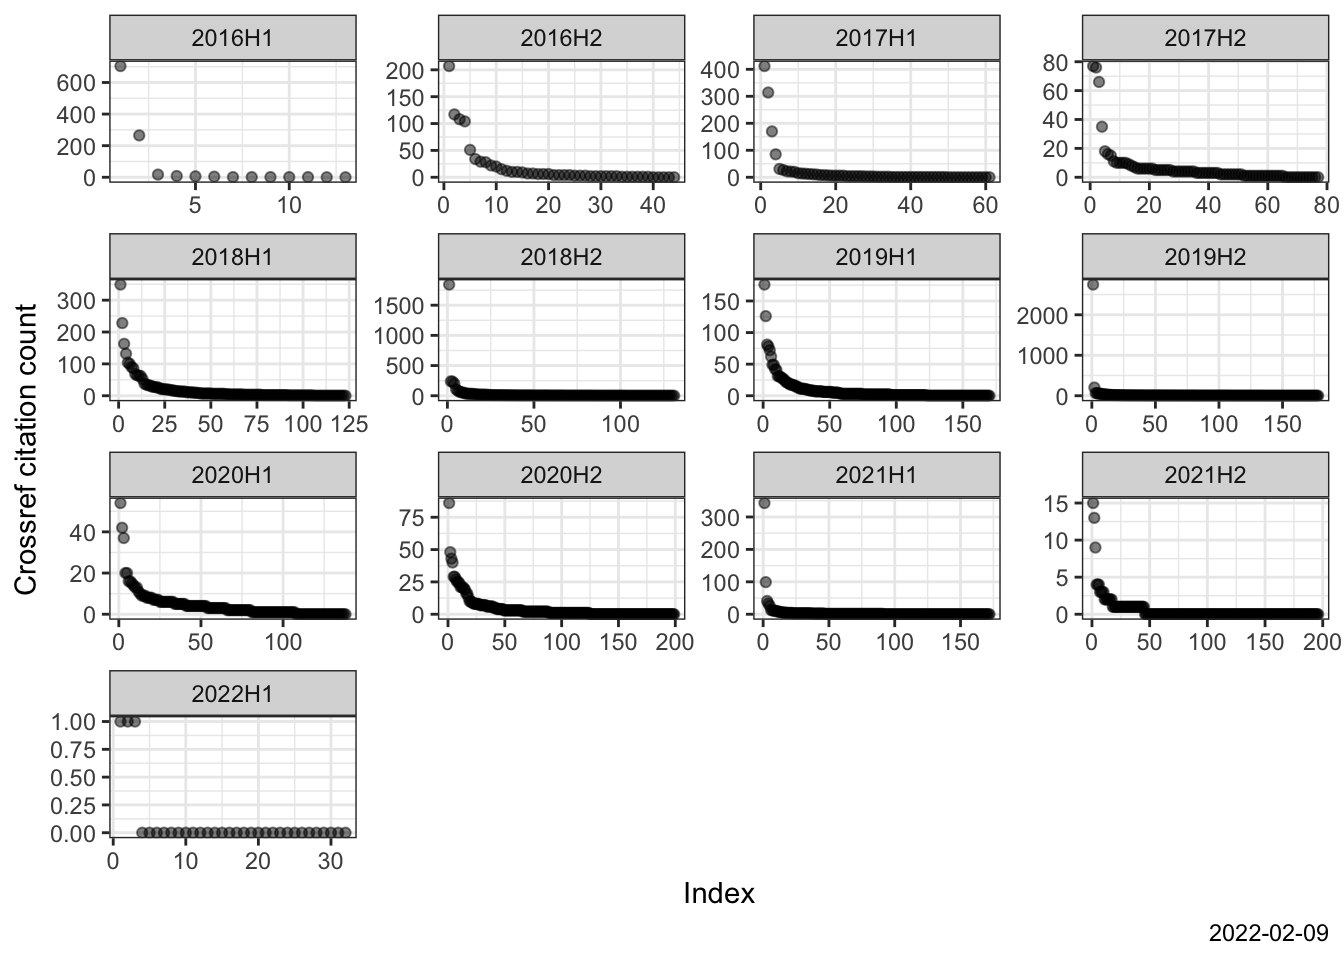 2016H1 2016H2 2017H1 2017H2
600 200 400 80
400 150 300 60
200 100 200 40
0 50 100 20
0 0 0
5 10 0 10 20 30 40 0 20 40 60 0 20 40 60 80
2018H1 2018H2 2019H1 2019H2
300 1500 150 2000
200 1000 100 1000
100 500 50 0
0 0 0
0 25 50 75 100 125 0 50 100 0 50 100 150 0 50 100 150
Crossref citation count
2020H1 2020H2 2021H1 2021H2
40 75 300 15
20 50 200 10
0 25 100 5
0 0 0
0 50 100 0 50 100 150 200 0 50 100 150 0 50 100 150 200
2022H1
1.00
0.75
0.50
0.25
0.00
0 10 20 30
Index
2022-02-09